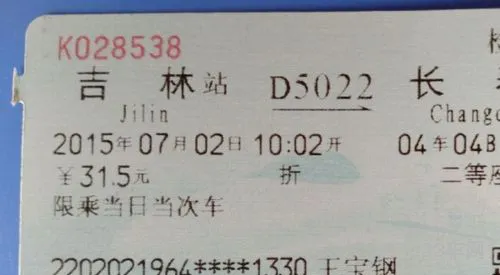 K028538
吉林站 D5022 长
Jilin Changc
2015年07月02日 10:02开 04车04B
￥31.5元 折 二等座
限乘当日当次车
2202021964****1330 王宝钢